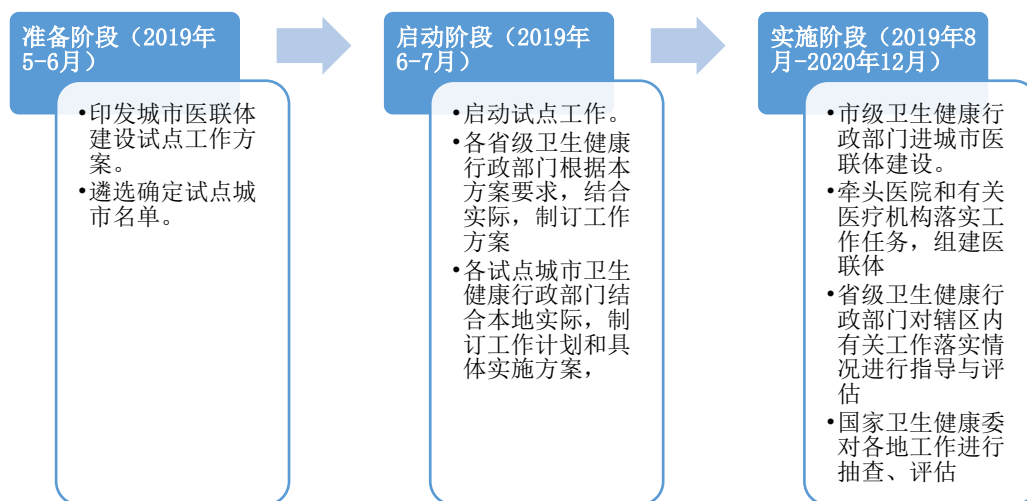 准备阶段（2019年
5-6月）
•印发城市医联体
建设试点工作方
案。
•遴选确定试点城
市名单。
启动阶段（2019年
6-7月）
•启动试点工作。
•各省级卫生健康
行政部门根据本
方案要求，结合
实际，制订工作
方案
•各试点城市卫生
健康行政部门结
合本地实际，制
订工作计划和具
体实施方案，
实施阶段（2019年8
月-2020年12月）
•市级卫生健康行
政部门进城市医
联体建设。
•牵头医院和有关
医疗机构落实工
作任务，组建医
联体
•省级卫生健康行
政部门对辖区内
有关工作落实情
况进行指导与评
估
•国家卫生健康委
对各地工作进行
抽查、评估